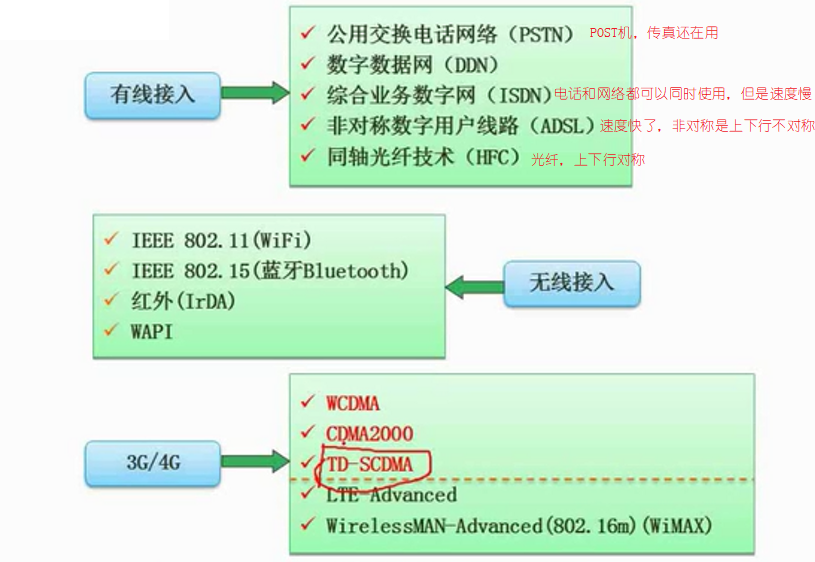 公用交换电话网络（PSTN） POST机，传真还在用
数字数据网（DDN）
有线接入
综合业务数字网（ISDN）电话和网络都可以同时使用，但是速度慢
非对称数字用户线路（ADSL）速度快了，非对称是上下行不对称
同轴光纤技术（HFC）光纤，上下行对称
IEEE 802.11(WiFi)
IEEE 802.15(蓝牙Bluetooth)
无线接入
红外(IrDA)
WAPI
WCDMA
CDMA2000
3G/4G
TD-SCDMA
LTE-Advanced
WirelessMAN-Advanced(802.16m)(WiMAX)